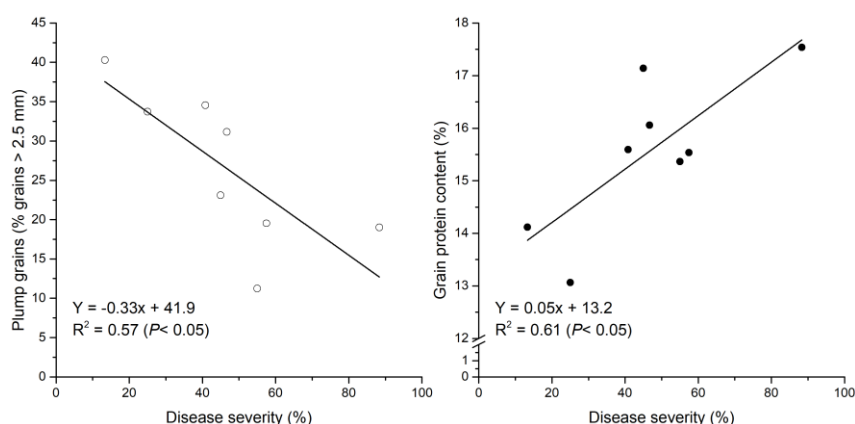 45
40
35
30
25
20
15
10
5
0
Plump grains (% grains > 2.5 mm)
Y = -0.33x + 41.9
R² = 0.57 (P< 0.05)
0 20 40 60 80 100
Disease severity (%)
18
17
16
15
14
13
12
1
0
Grain protein content (%)
Y = 0.05x + 13.2
R² = 0.61 (P< 0.05)
0 20 40 60 80 100
Disease severity (%)